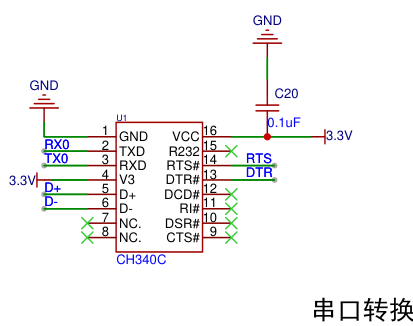 GND
C20
0.1uF
GND
U1
1 GND VCC 16
RX0 2 TXD R232 15
TX0 3 RXD RTS# 14 RTS
3.3V 4 V3 DTR# 13 DTR
D+ 5 D+ DCD# 12
D- 6 D- RI# 11
7 NC. DSR# 10
8 NC. CTS# 9
3.3V
CH340C
串口转换